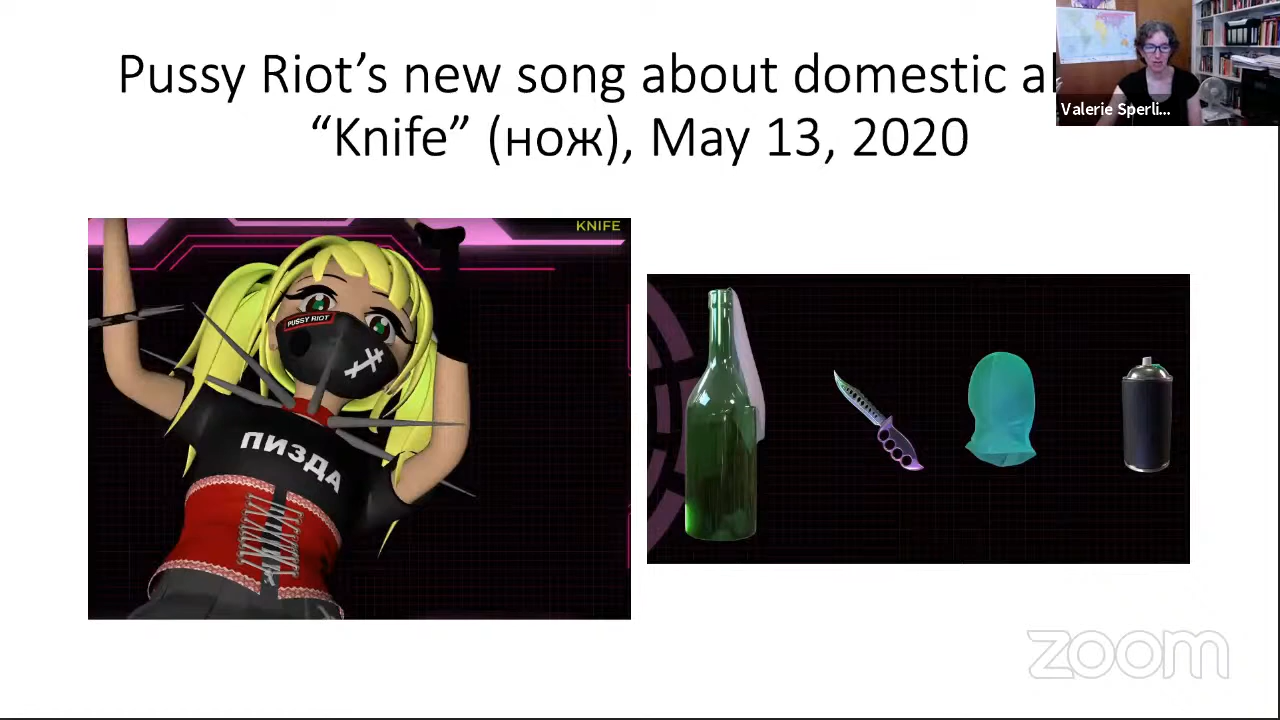 Pussy Riot’s new song about domestic a
“Knife” (нож), May 13, 2020
Valerie Sperli...
KNIFE
PUSSY RIOT
ПИЗДА
zoom